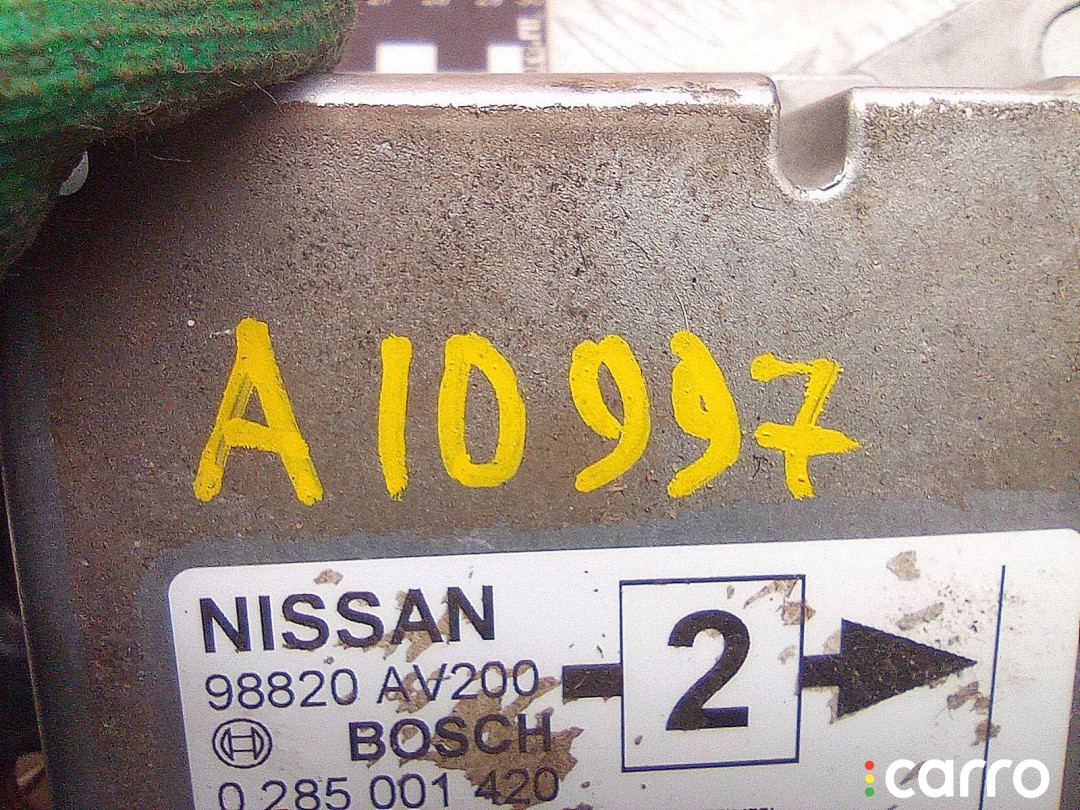 A10997
NISSAN
98820 AV200
2
BOSCH
0 285 001 420
carro